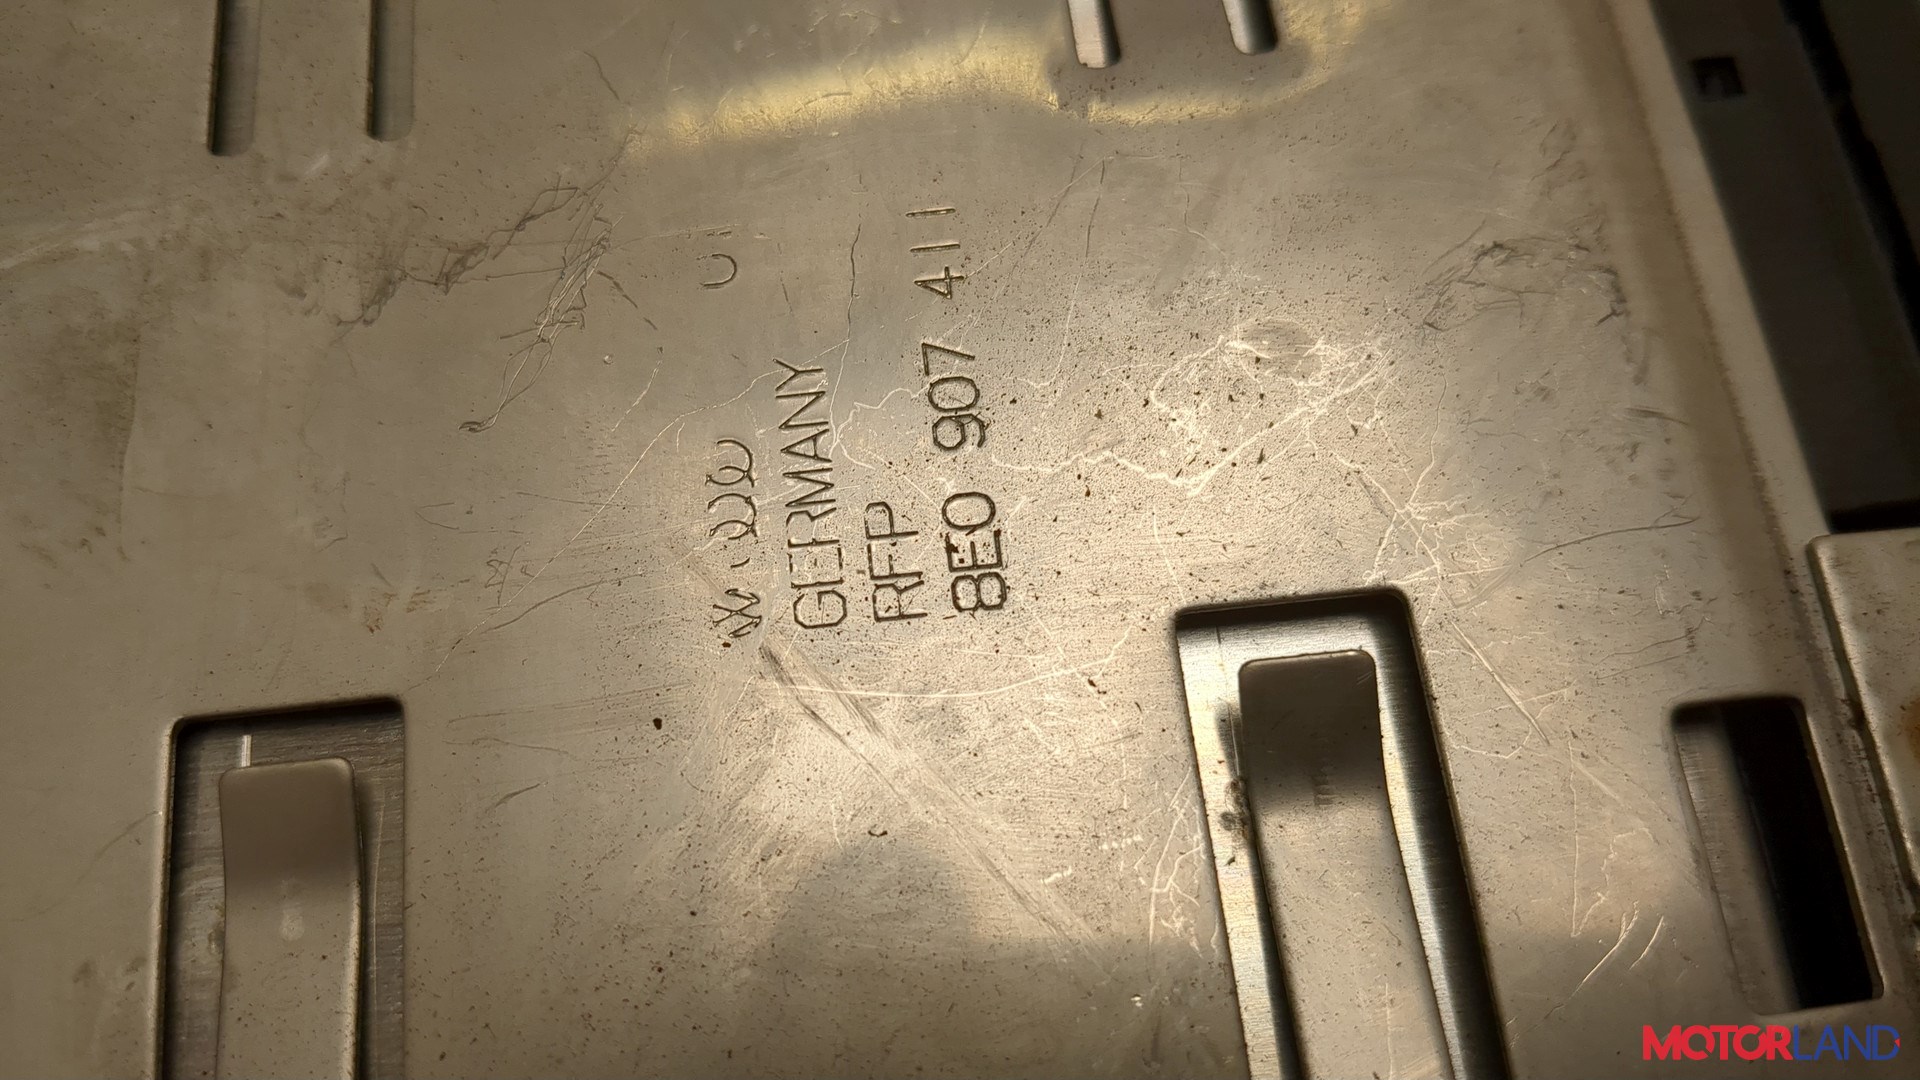 GERMANY
RFP
8E0 907 411
MOTORLAND